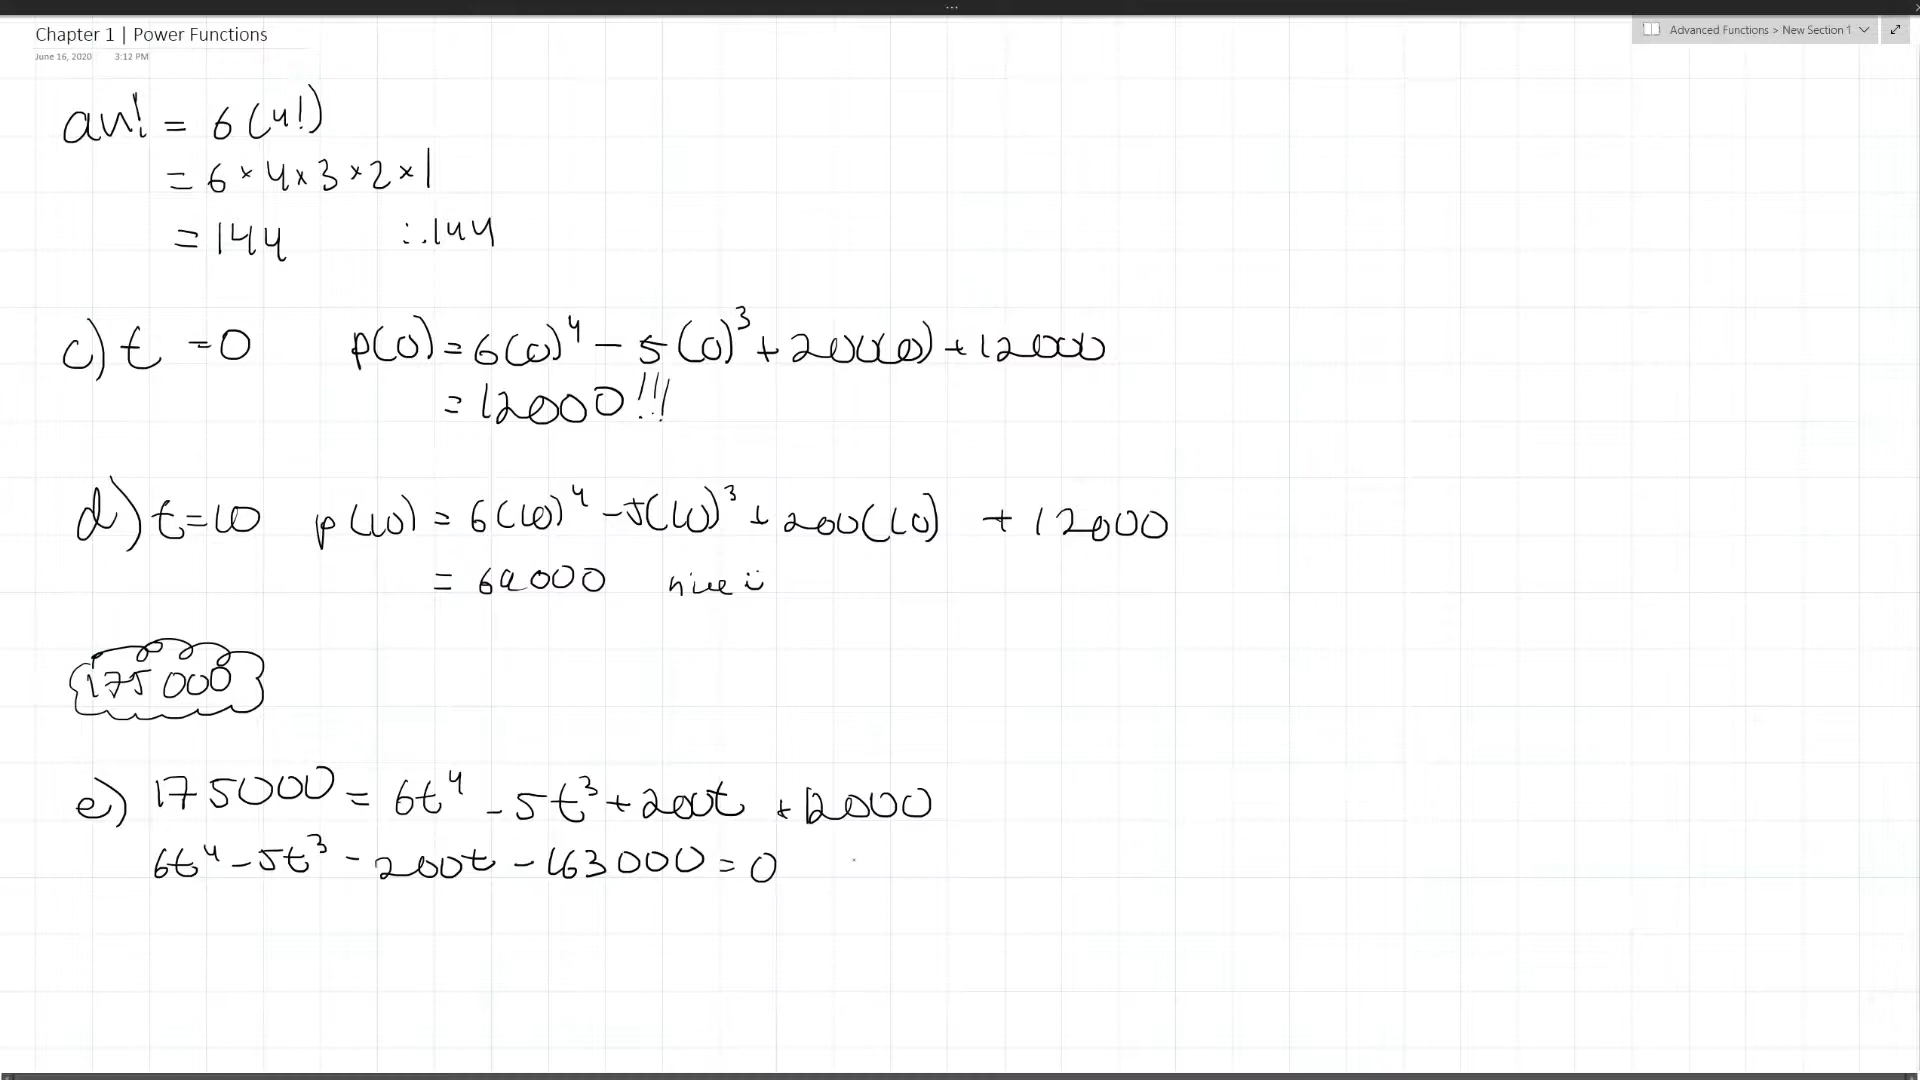 ...
Chapter 1 | Power Functions
Advanced Functions > New Section 1
June 16, 2020 3:12 PM
an! = 6(4!)
= 6 × 4 × 3 × 2 × 1
= 144 ∴ 144
c) t = 0 p(0) = 6(0)⁴ - 5(0)³ + 200(0) + 12000
= 12000!!!
d) t = 10 p(10) = 6(10)⁴ - 5(10)³ + 200(10) + 12000
= 69000 nice ü
175 000
e) 175000 = 6t⁴ - 5t³ + 200t + 12000
6t⁴ - 5t³ - 200t - 163000 = 0